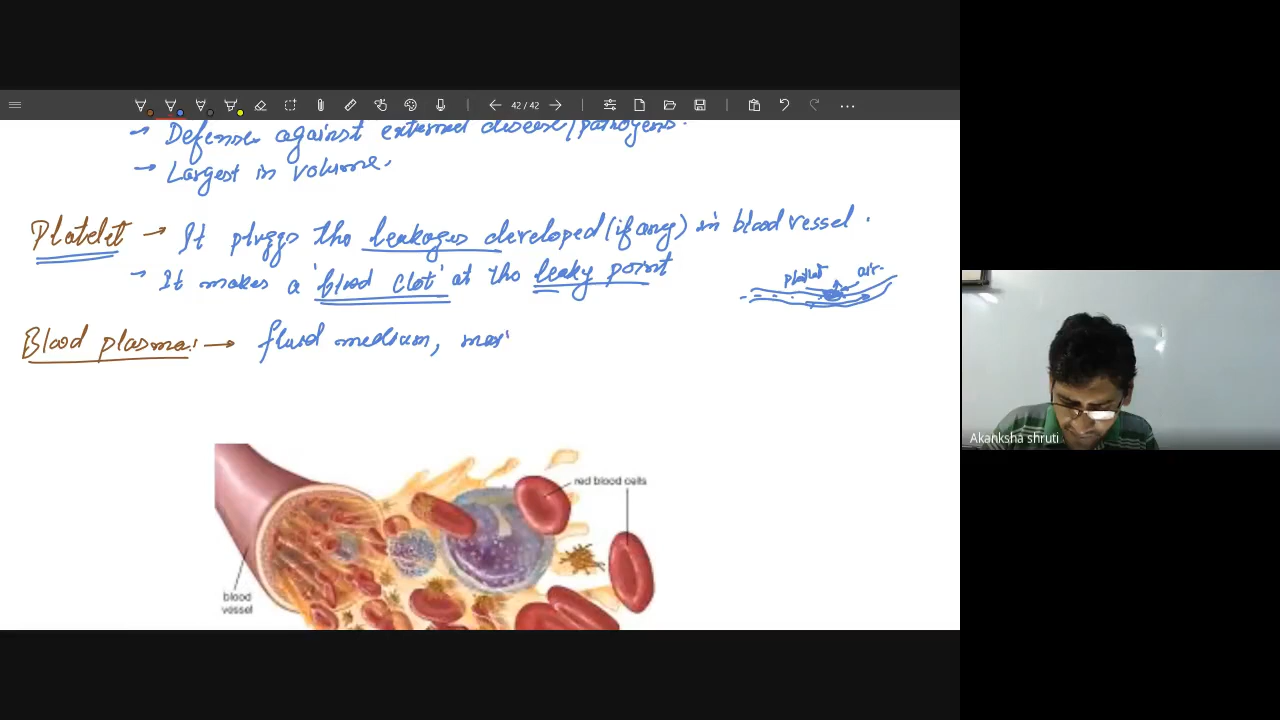 42 / 42
→ Defense against external disease/pathogens.
→ Largest in volume.
Platelet → It plugs the leakages developed (if any) in blood vessel.
→ It makes a 'blood clot' at the leaky point
platelet air
Blood plasma: → fluid medium,
red blood cells
blood
vessel
Akanksha shruti